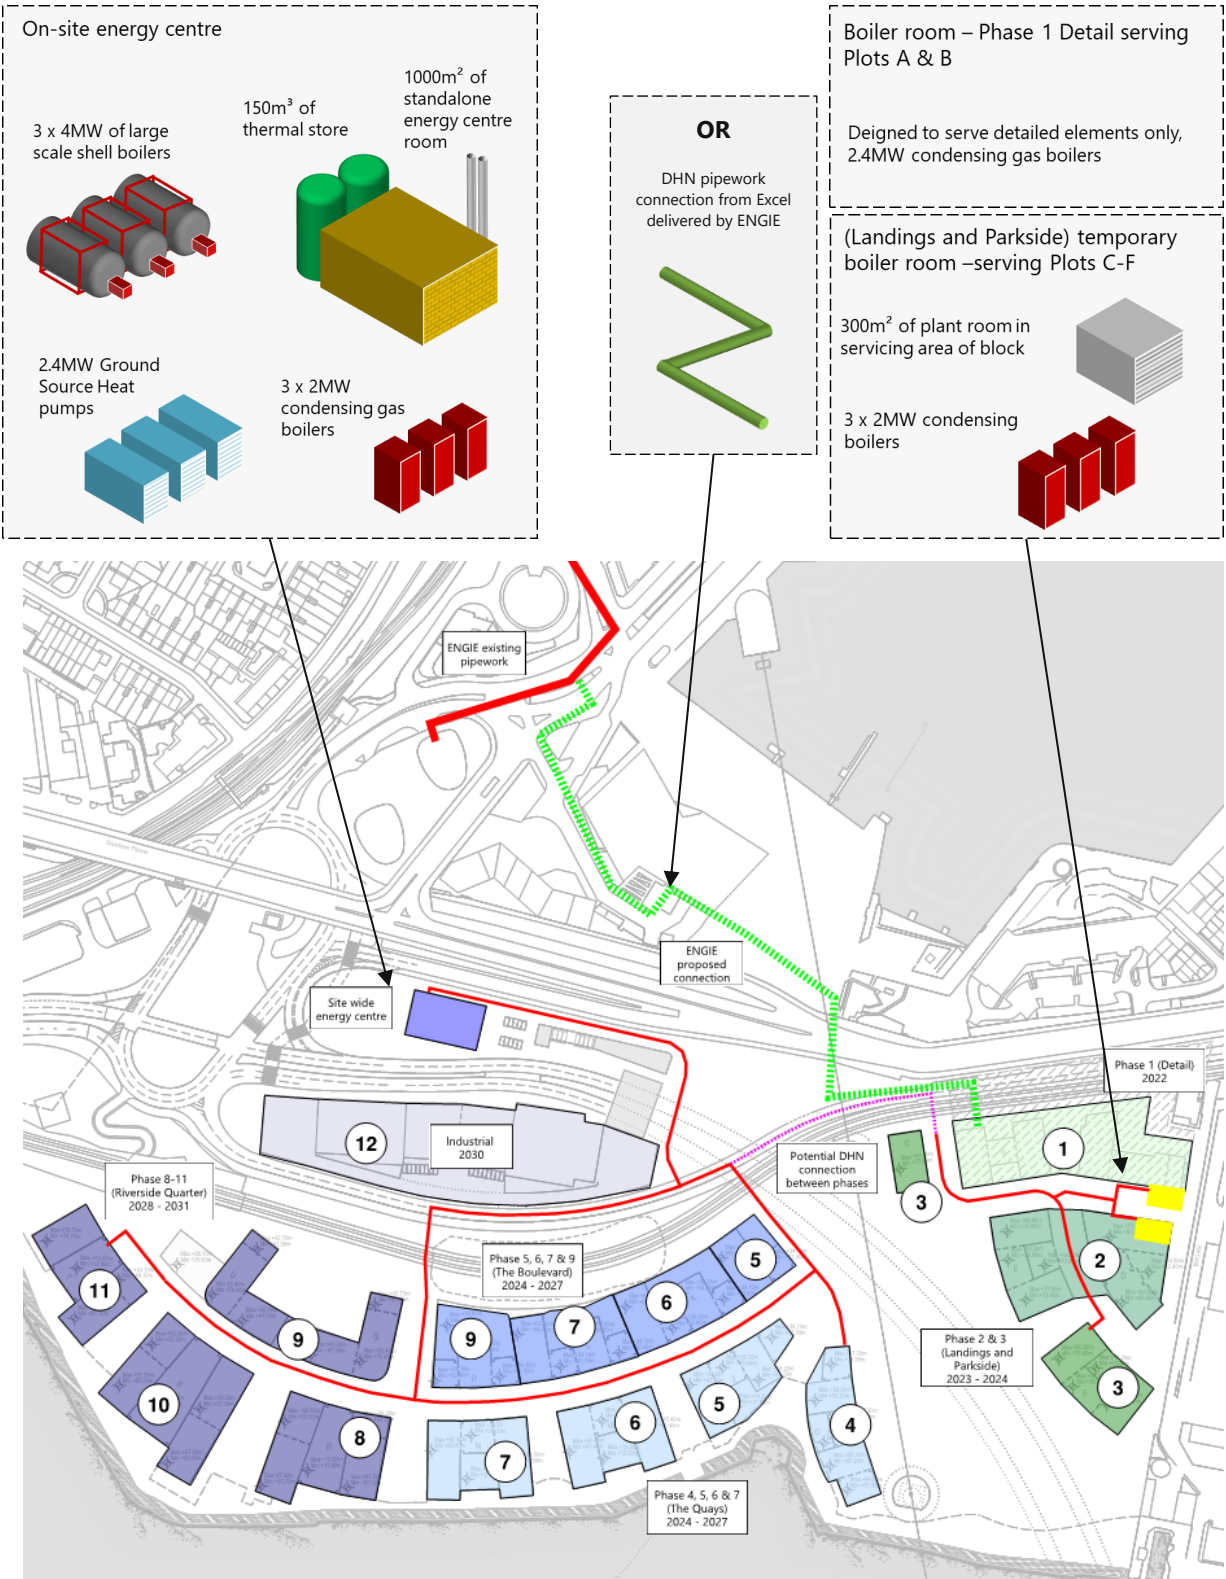 On-site energy centre
3 x 4MW of large
scale shell boilers
150m³ of
thermal store
1000m² of
standalone
energy centre
room
2.4MW Ground
Source Heat
pumps
3 x 2MW
condensing gas
boilers
OR
DHN pipework
connection from Excel
delivered by ENGIE
Boiler room – Phase 1 Detail serving
Plots A & B
Deigned to serve detailed elements only,
2.4MW condensing gas boilers
(Landings and Parkside) temporary
boiler room –serving Plots C-F
300m² of plant room in
servicing area of block
3 x 2MW condensing
boilers
ENGIE existing
pipework
ENGIE
proposed
connection
Site wide
energy centre
Phase 1 (Detail)
2022
12
Industrial
2030
Potential DHN
connection
between phases
1
3
2
Phase 8-11
(Riverside Quarter)
2028 - 2031
Phase 5, 6, 7 & 9
(The Boulevard)
2024 - 2027
5
6
7
9
11
9
10
8
7
6
5
4
Phase 2 & 3
(Landings and
Parkside)
2023 - 2024
3
Phase 4, 5, 6 & 7
(The Quays)
2024 - 2027